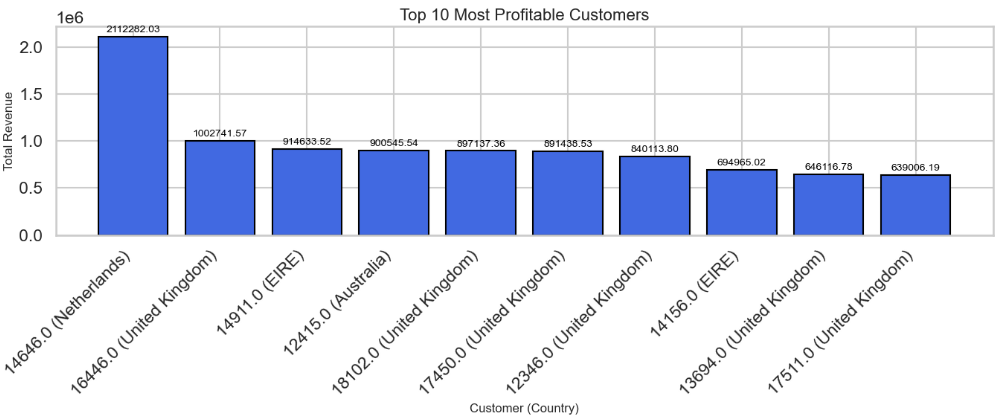 Top 10 Most Profitable Customers
1e6
Total Revenue
2.0
1.5
1.0
0.5
0.0
2112282.03
1002741.57
914633.52
900545.54
897137.36
891438.53
840113.80
694965.02
646116.78
639006.19
14646.0 (Netherlands)
16446.0 (United Kingdom)
14911.0 (EIRE)
12415.0 (Australia)
18102.0 (United Kingdom)
17450.0 (United Kingdom)
12346.0 (United Kingdom)
14156.0 (EIRE)
13694.0 (United Kingdom)
17511.0 (United Kingdom)
Customer (Country)